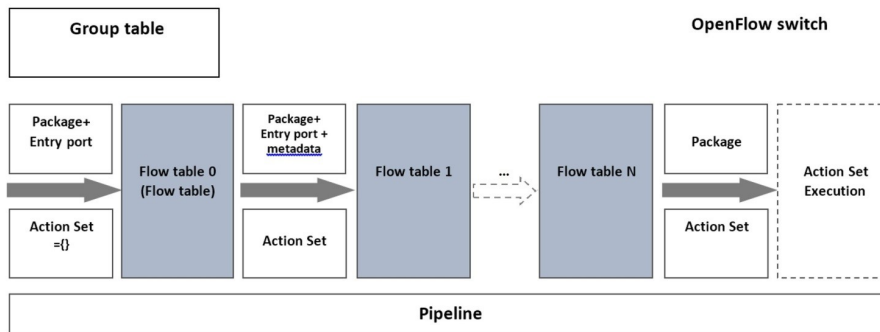 Group table
OpenFlow switch
Package+
Entry port
Action Set
={}
Flow table 0
(Flow table)
Package+
Entry port +
metadata
Action Set
Flow table 1
...
Flow table N
Package
Action Set
Action Set
Execution
Pipeline